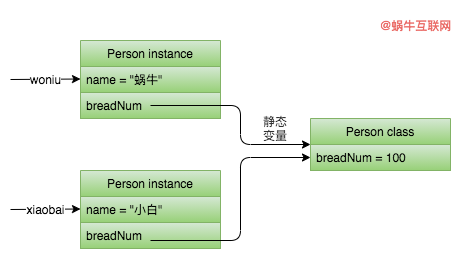 @蜗牛互联网
Person instance
woniu
name = "蜗牛"
breadNum
静态
变量
Person class
breadNum = 100
Person instance
xiaobai
name = "小白"
breadNum